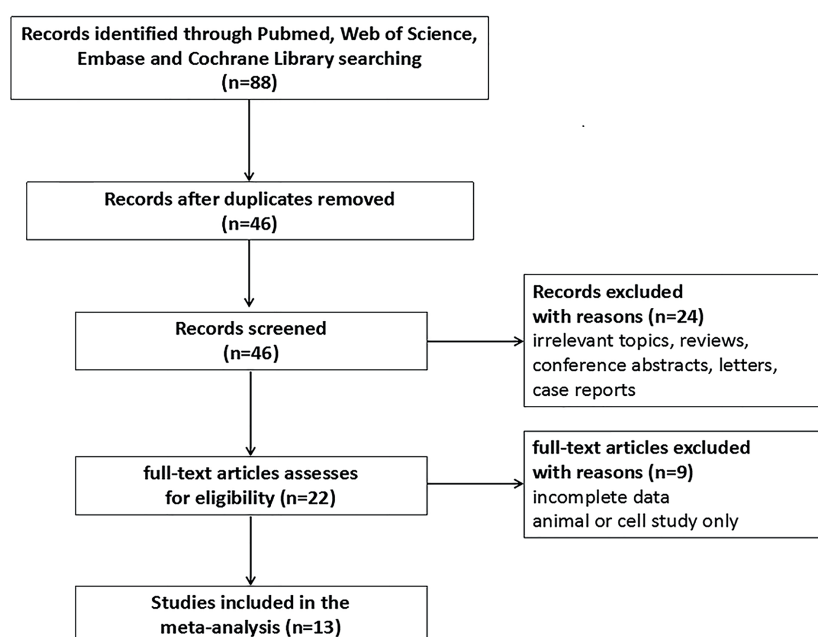 Records identified through Pubmed, Web of Science,
Embase and Cochrane Library searching
(n=88)
Records after duplicates removed
(n=46)
Records screened
(n=46)
Records excluded
with reasons (n=24)
irrelevant topics, reviews,
conference abstracts, letters,
case reports
full-text articles assesses
for eligibility (n=22)
full-text articles excluded
with reasons (n=9)
incomplete data
animal or cell study only
Studies included in the
meta-analysis (n=13)